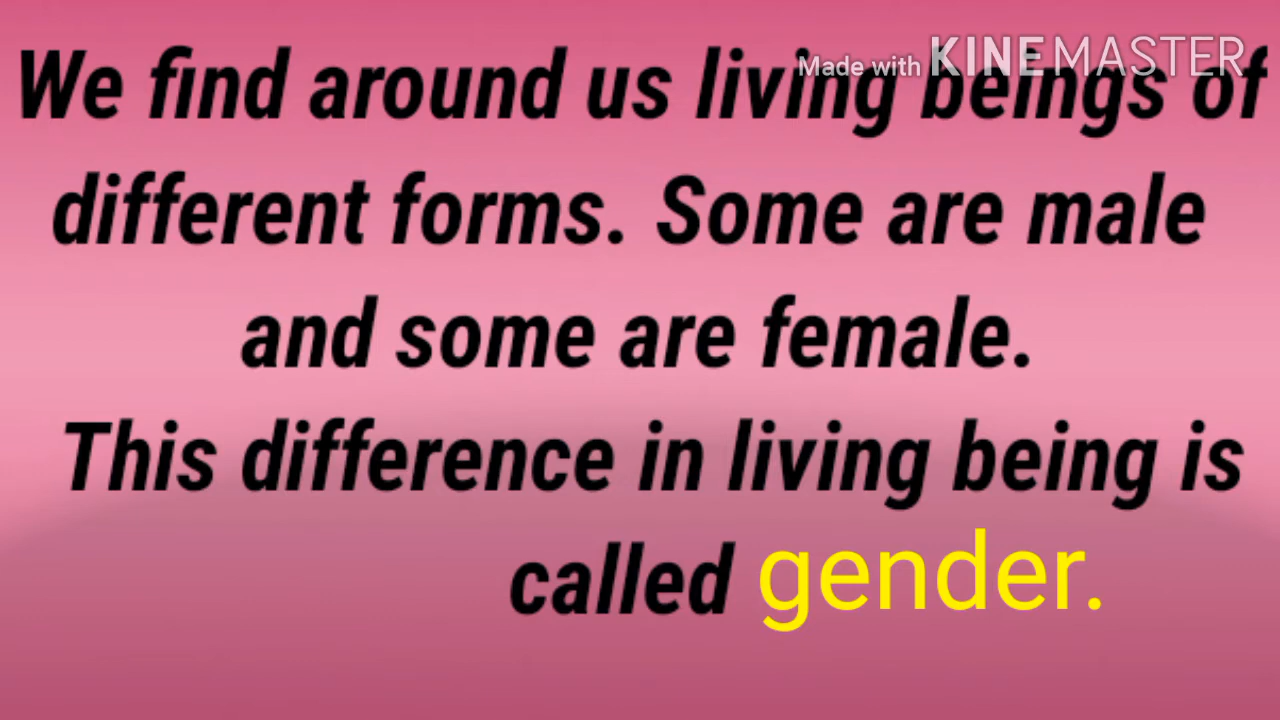 Made with KINEMASTER
We find around us living beings of
different forms. Some are male
and some are female.
This difference in living being is
called gender.